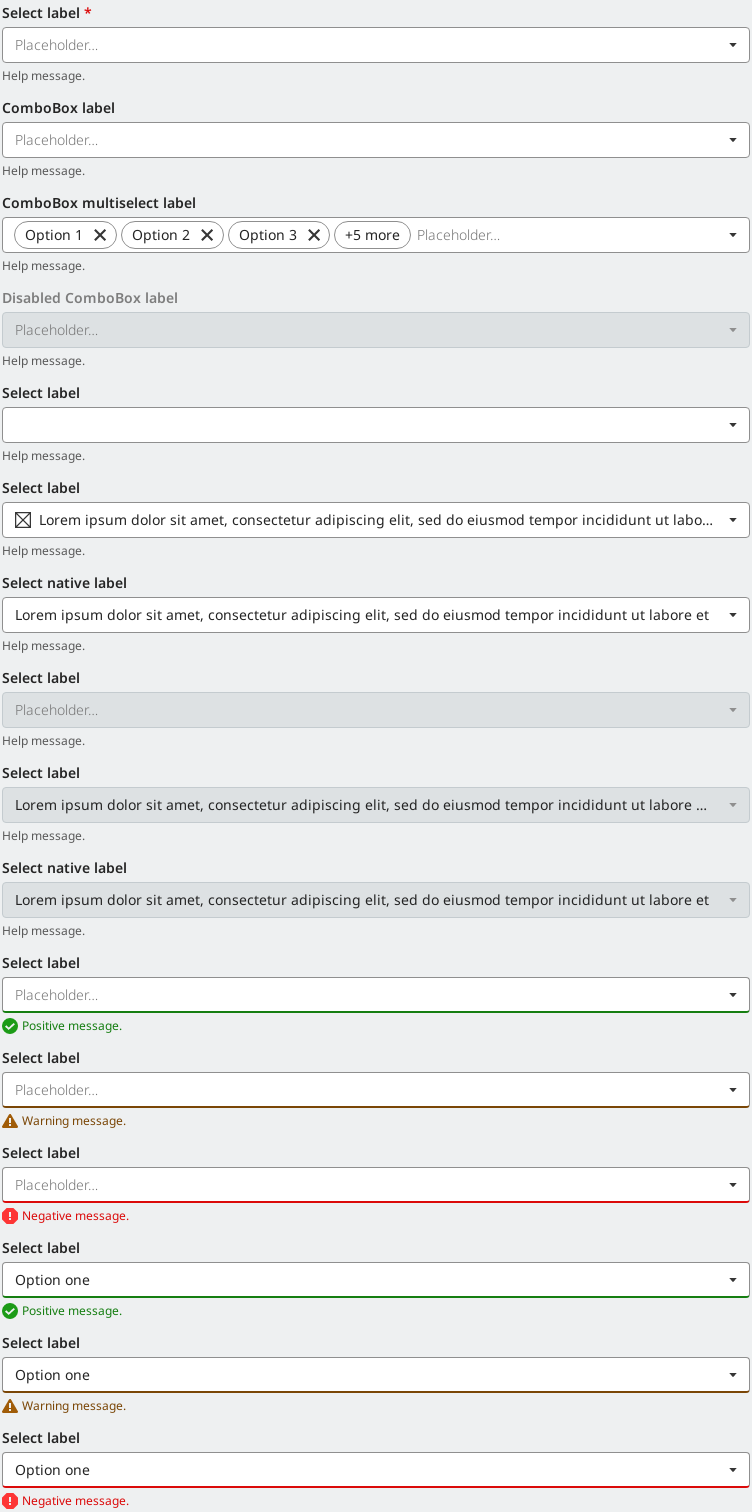 Select label *
Placeholder...
Help message.
ComboBox label
Placeholder...
Help message.
ComboBox multiselect label
Option 1 Option 2 Option 3 +5 more Placeholder...
Help message.
Disabled ComboBox label
Placeholder...
Help message.
Select label
Help message.
Select label
Lorem ipsum dolor sit amet, consectetur adipiscing elit, sed do eiusmod tempor incididunt ut labo...
Help message.
Select native label
Lorem ipsum dolor sit amet, consectetur adipiscing elit, sed do eiusmod tempor incididunt ut labore et
Help message.
Select label
Placeholder...
Help message.
Select label
Lorem ipsum dolor sit amet, consectetur adipiscing elit, sed do eiusmod tempor incididunt ut labore ...
Help message.
Select native label
Lorem ipsum dolor sit amet, consectetur adipiscing elit, sed do eiusmod tempor incididunt ut labore et
Help message.
Select label
Placeholder...
Positive message.
Select label
Placeholder...
Warning message.
Select label
Placeholder...
Negative message.
Select label
Option one
Positive message.
Select label
Option one
Warning message.
Select label
Option one
Negative message.